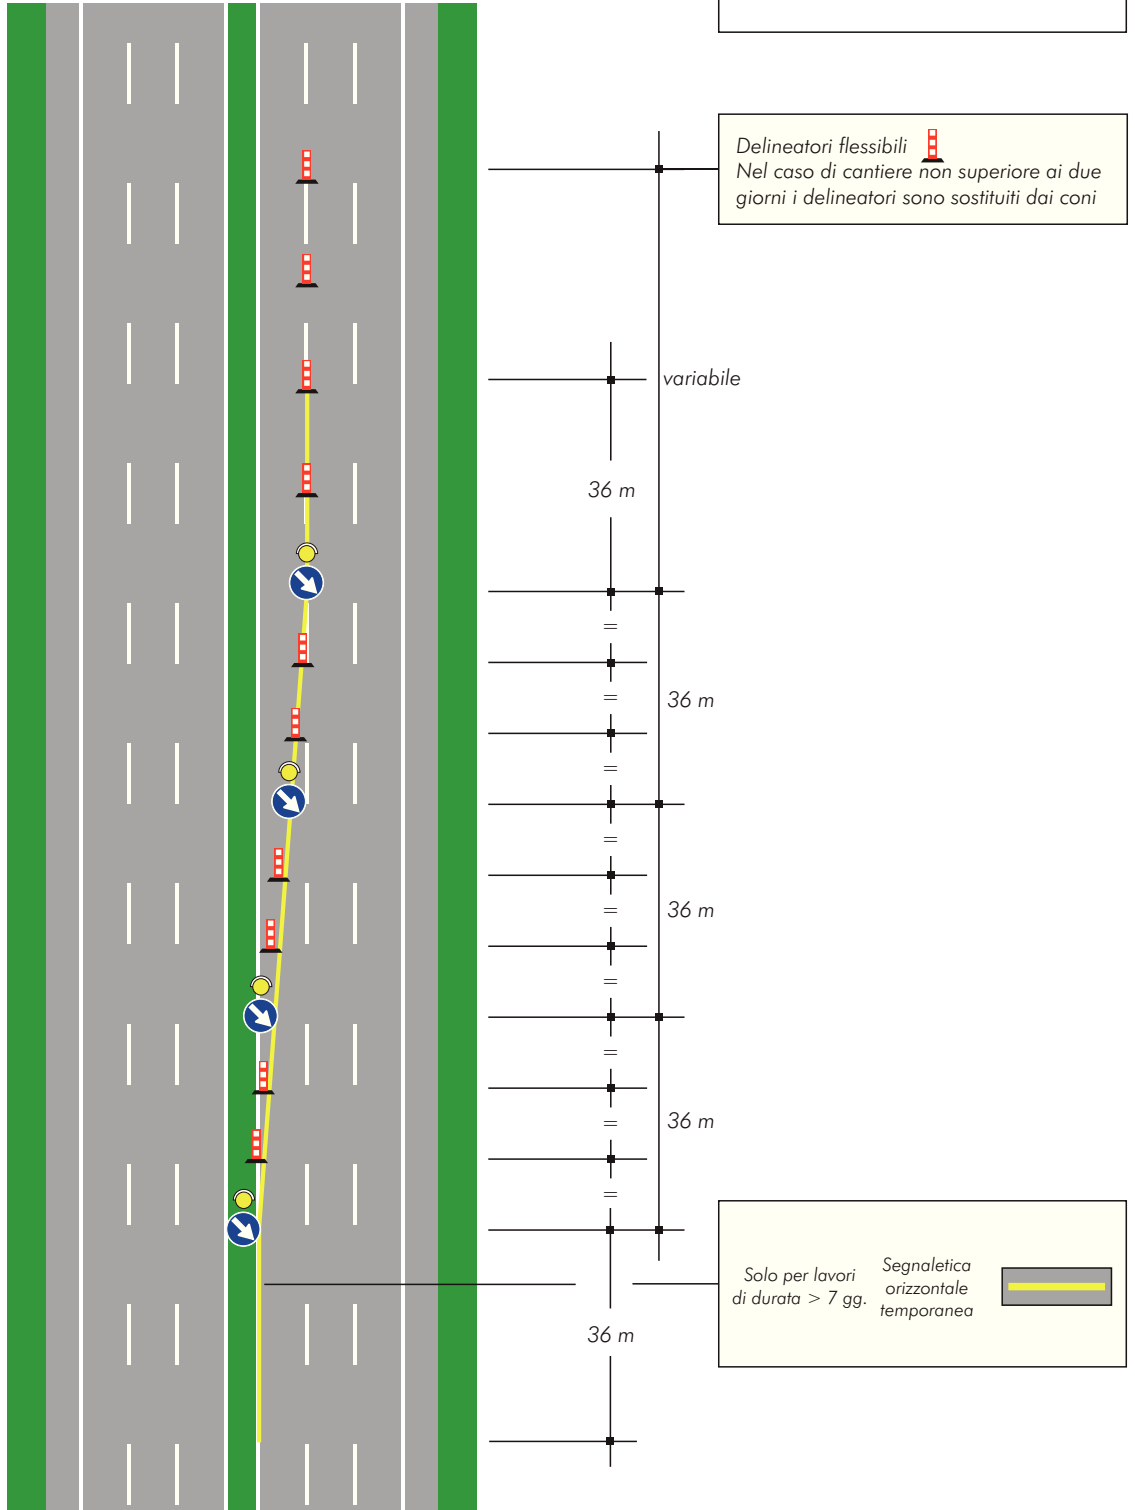 Delineatori flessibili
Nel caso di cantiere non superiore ai due
giorni i delineatori sono sostituiti dai coni
variabile
36 m
=
=
36 m
=
=
36 m
=
=
=
36 m
=
=
Solo per lavori
di durata > 7 gg.
Segnaletica
orizzontale
temporanea
36 m